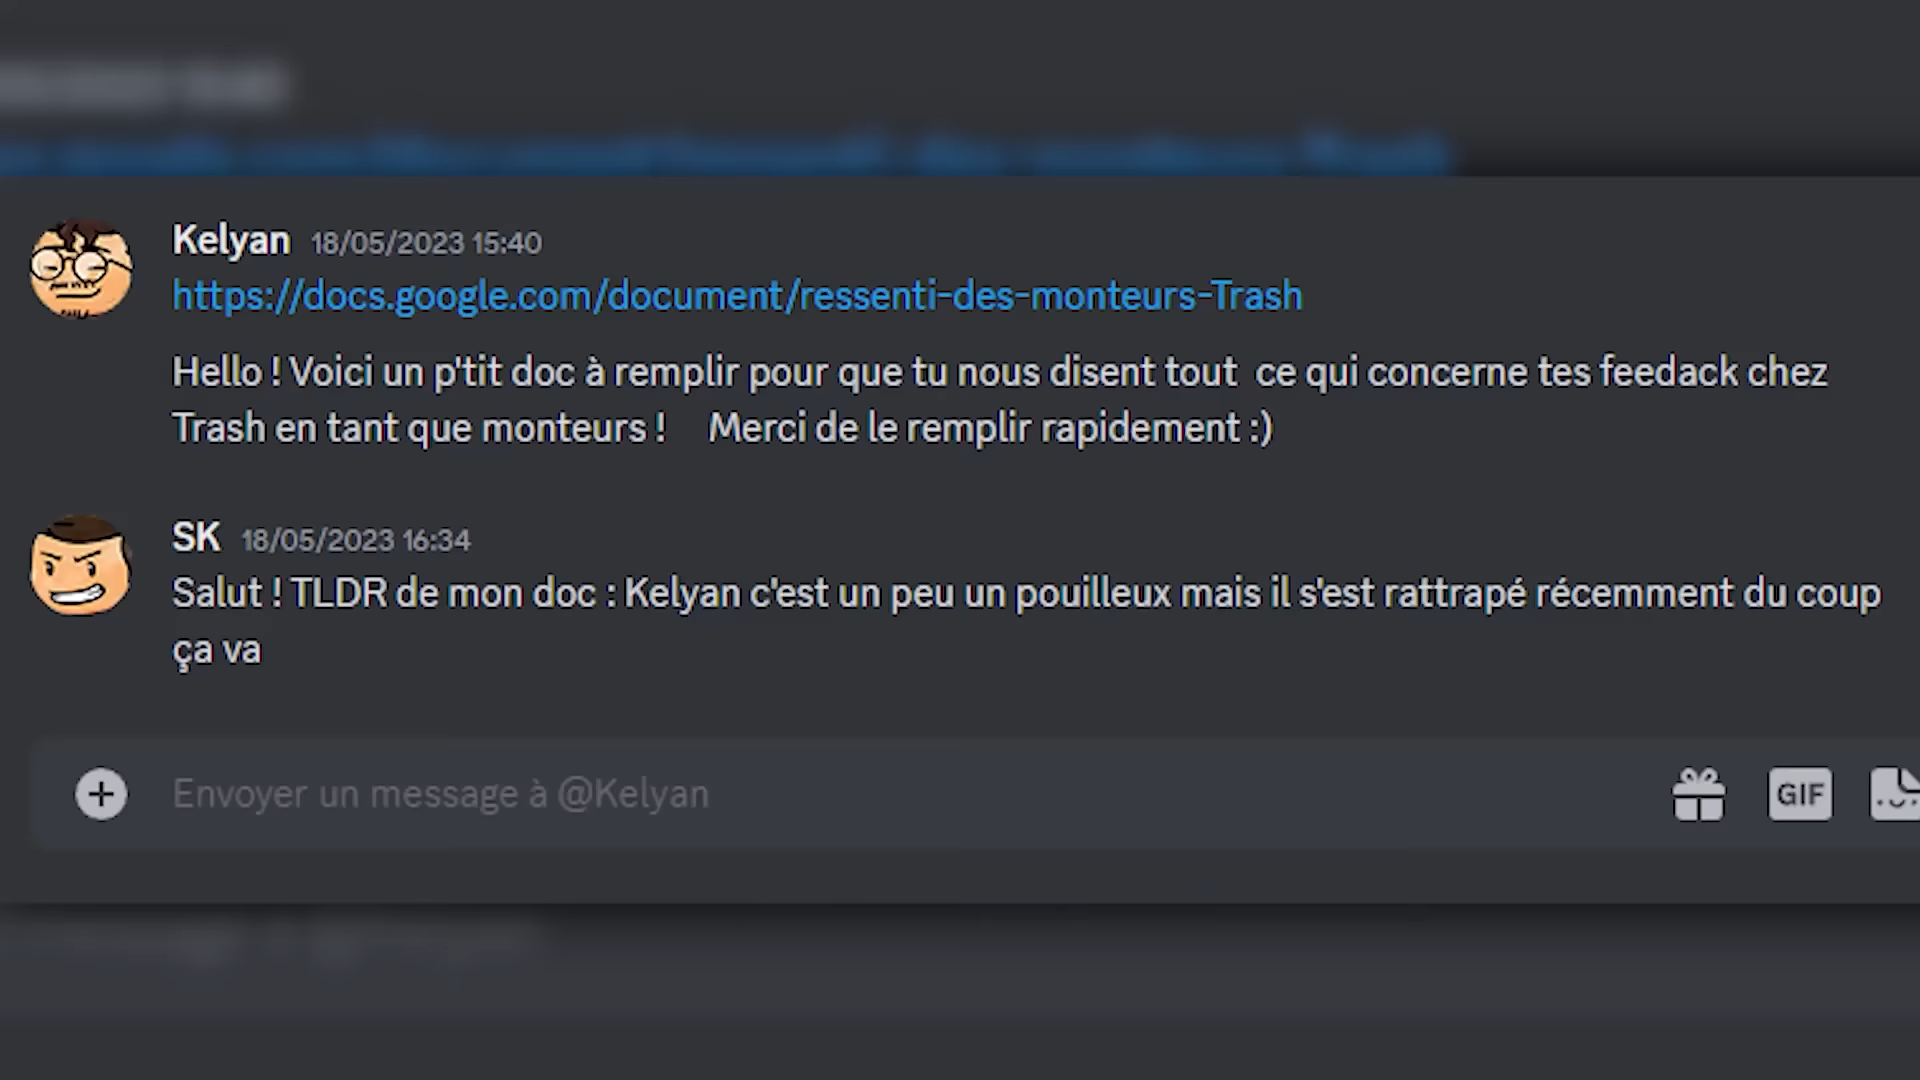 Kelyan 18/05/2023 15:40
https://docs.google.com/document/ressenti-des-monteurs-Trash
Hello ! Voici un p'tit doc à remplir pour que tu nous disent tout  ce qui concerne tes feedack chez
Trash en tant que monteurs !    Merci de le remplir rapidement :)
SK 18/05/2023 16:34
Salut ! TLDR de mon doc : Kelyan c'est un peu un pouilleux mais il s'est rattrapé récemment du coup
ça va
Envoyer un message à @Kelyan
GIF